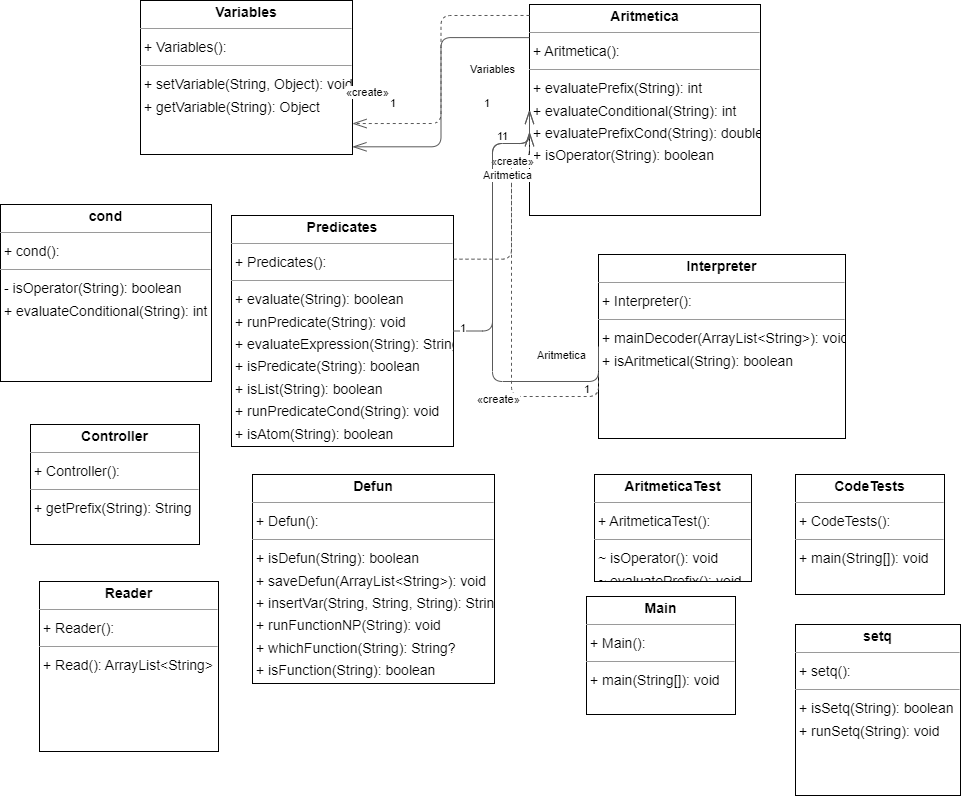 Variables
+ Variables():
+ setVariable(String, Object): void
+ getVariable(String): Object
Aritmetica
+ Aritmetica():
+ evaluatePrefix(String): int
+ evaluateConditional(String): int
+ evaluatePrefixCond(String): double
+ isOperator(String): boolean
Variables
«create»
1
1
11
«create»
Aritmetica
cond
+ cond():
- isOperator(String): boolean
+ evaluateConditional(String): int
Predicates
+ Predicates():
+ evaluate(String): boolean
+ runPredicate(String): void
+ evaluateExpression(String): String
+ isPredicate(String): boolean
+ isList(String): boolean
+ runPredicateCond(String): void
+ isAtom(String): boolean
1
Interpreter
+ Interpreter():
+ mainDecoder(ArrayList<String>): void
+ isAritmetical(String): boolean
Aritmetica
1
«create»
Controller
+ Controller():
+ getPrefix(String): String
Defun
+ Defun():
+ isDefun(String): boolean
+ saveDefun(ArrayList<String>): void
+ insertVar(String, String, String): Strin
+ runFunctionNP(String): void
+ whichFunction(String): String?
+ isFunction(String): boolean
AritmeticaTest
+ AritmeticaTest():
~ isOperator(): void
~ evaluatePrefix(): void
CodeTests
+ CodeTests():
+ main(String[]): void
Reader
+ Reader():
+ Read(): ArrayList<String>
Main
+ Main():
+ main(String[]): void
setq
+ setq():
+ isSetq(String): boolean
+ runSetq(String): void